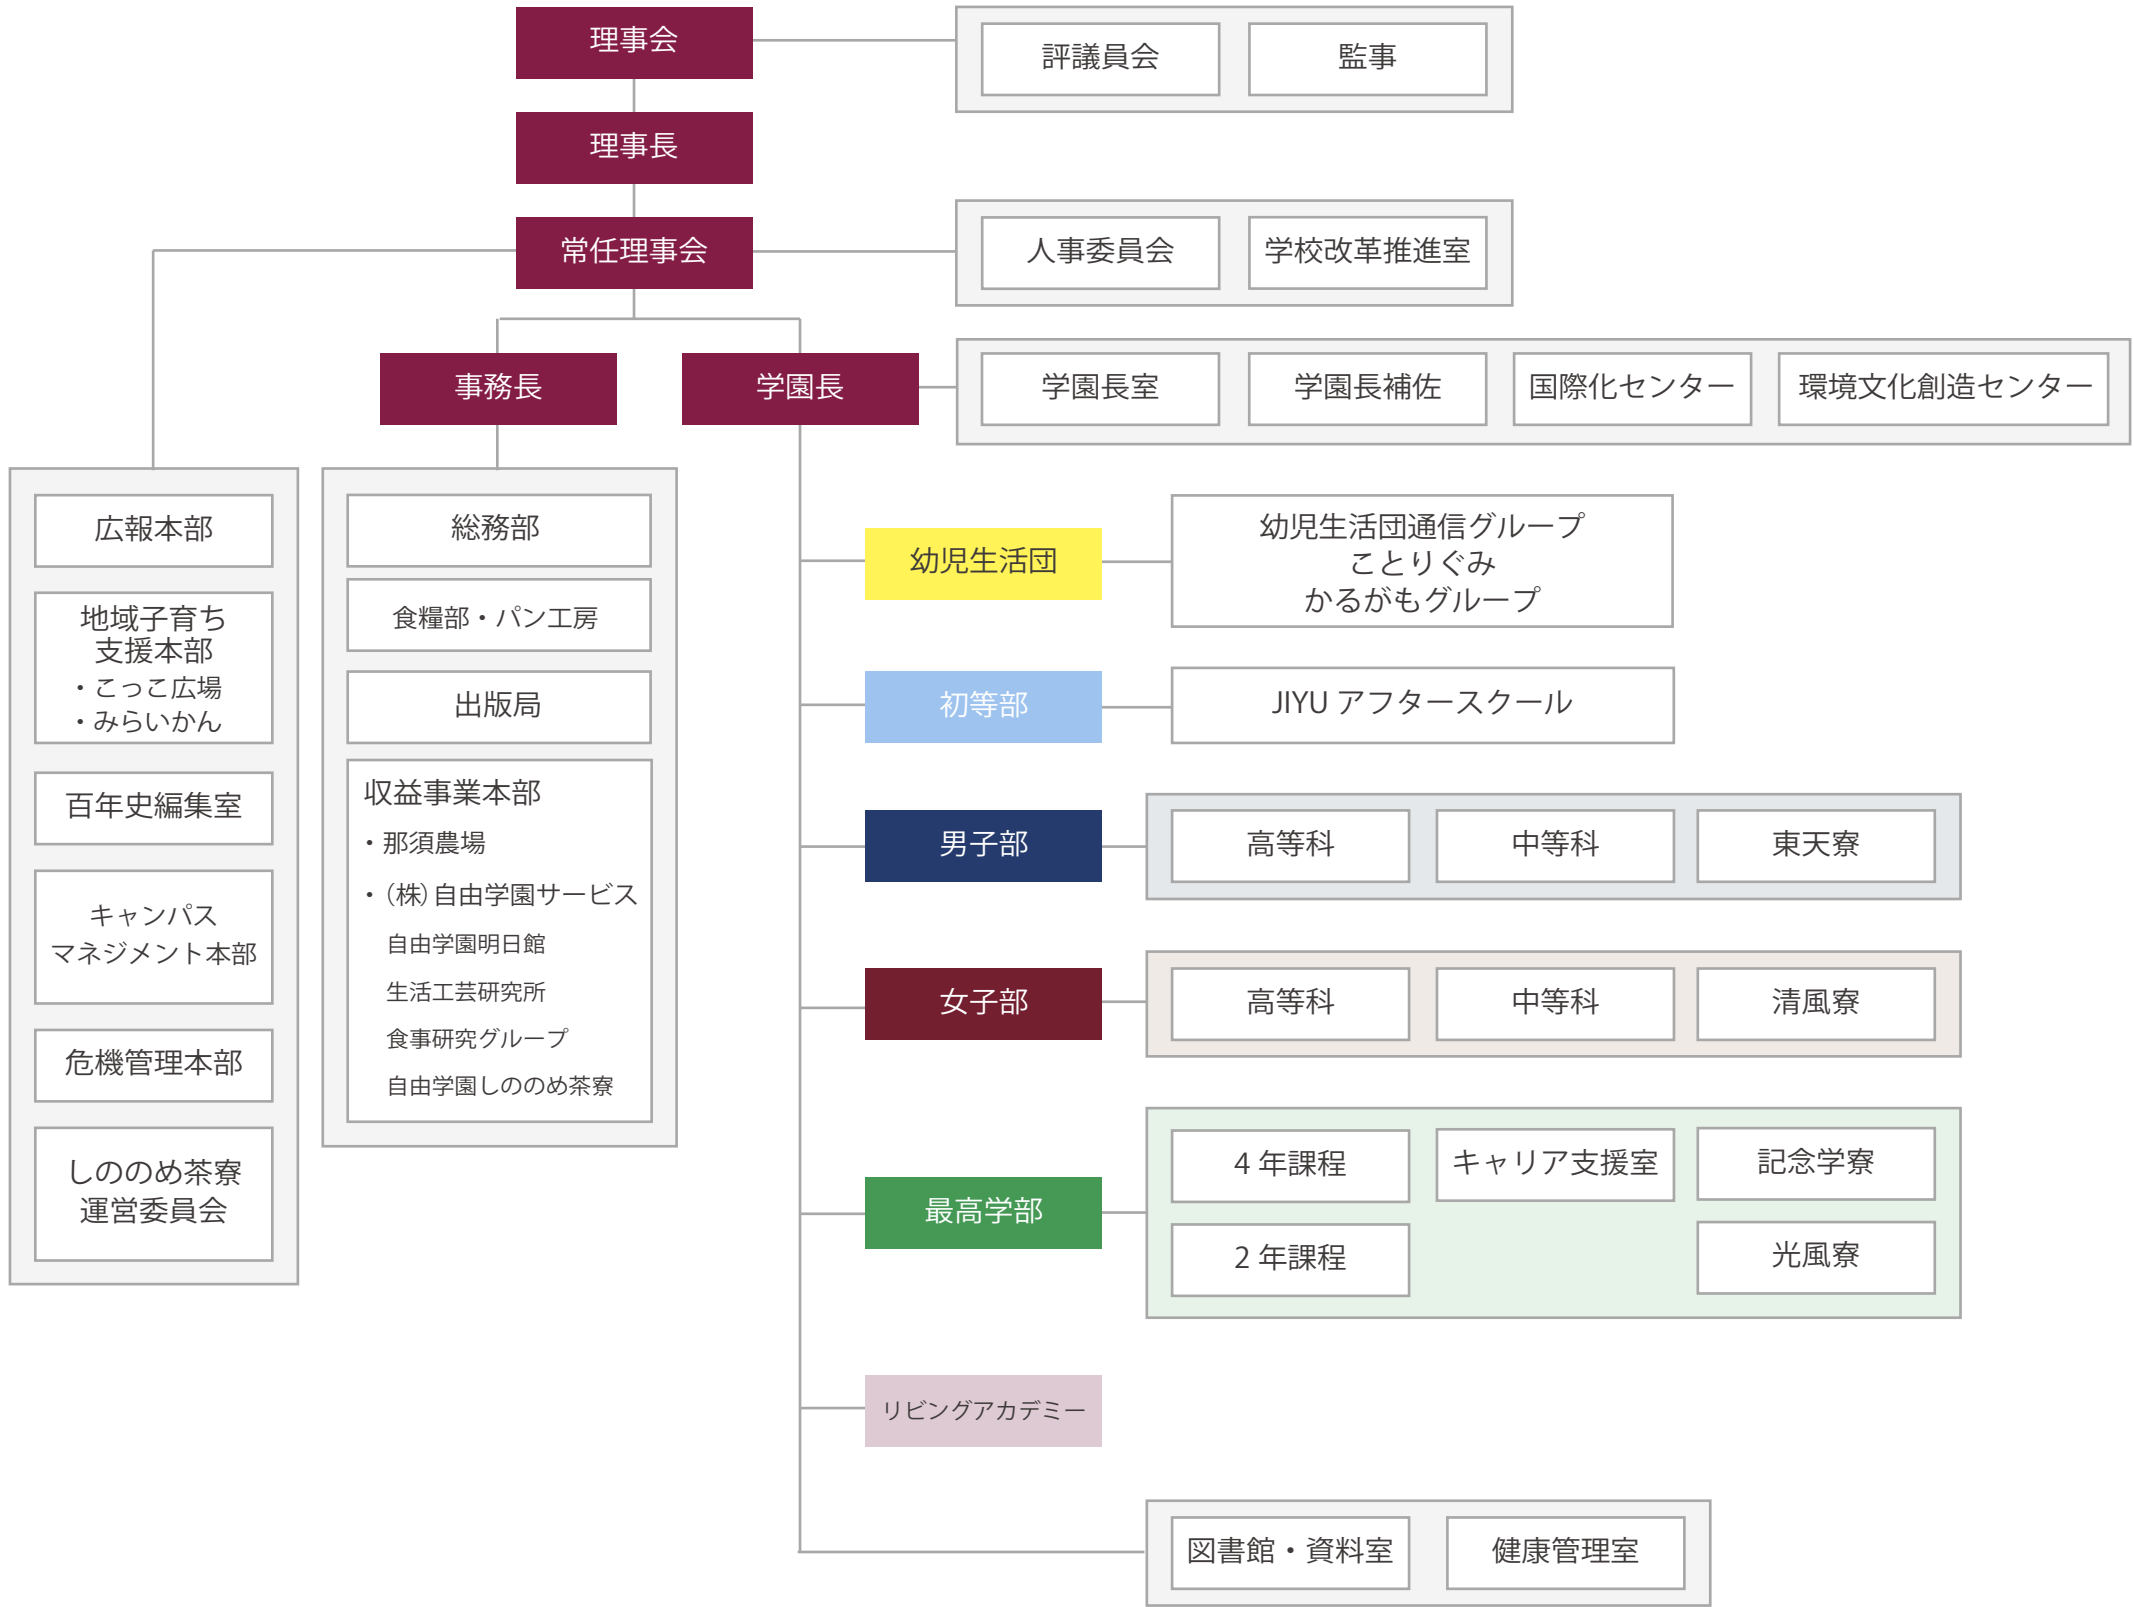 理事会
評議員会
監事
理事長
常任理事会
人事委員会
学校改革推進室
事務長
学園長
学園長室
学園長補佐
国際化センター
環境文化創造センター
広報本部
地域子育ち
支援本部
・こっこ広場
・みらいかん
百年史編集室
キャンパス
マネジメント本部
危機管理本部
しののめ茶寮
運営委員会
総務部
食糧部・パン工房
出版局
収益事業本部
・那須農場
・（株）自由学園サービス
自由学園明日館
生活工芸研究所
食事研究グループ
自由学園しののめ茶寮
幼児生活団
幼児生活団通信グループ
ことりぐみ
かるがもグループ
初等部
JIYU アフタースクール
男子部
高等科
中等科
東天寮
女子部
高等科
中等科
清風寮
最高学部
4 年課程
キャリア支援室
記念学寮
2 年課程
光風寮
リビングアカデミー
図書館・資料室
健康管理室